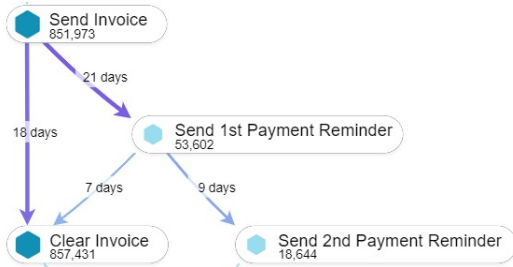 Send Invoice
851,973
21 days
18 days
Send 1st Payment Reminder
53,602
7 days
9 days
Clear Invoice
857,431
Send 2nd Payment Reminder
18,644